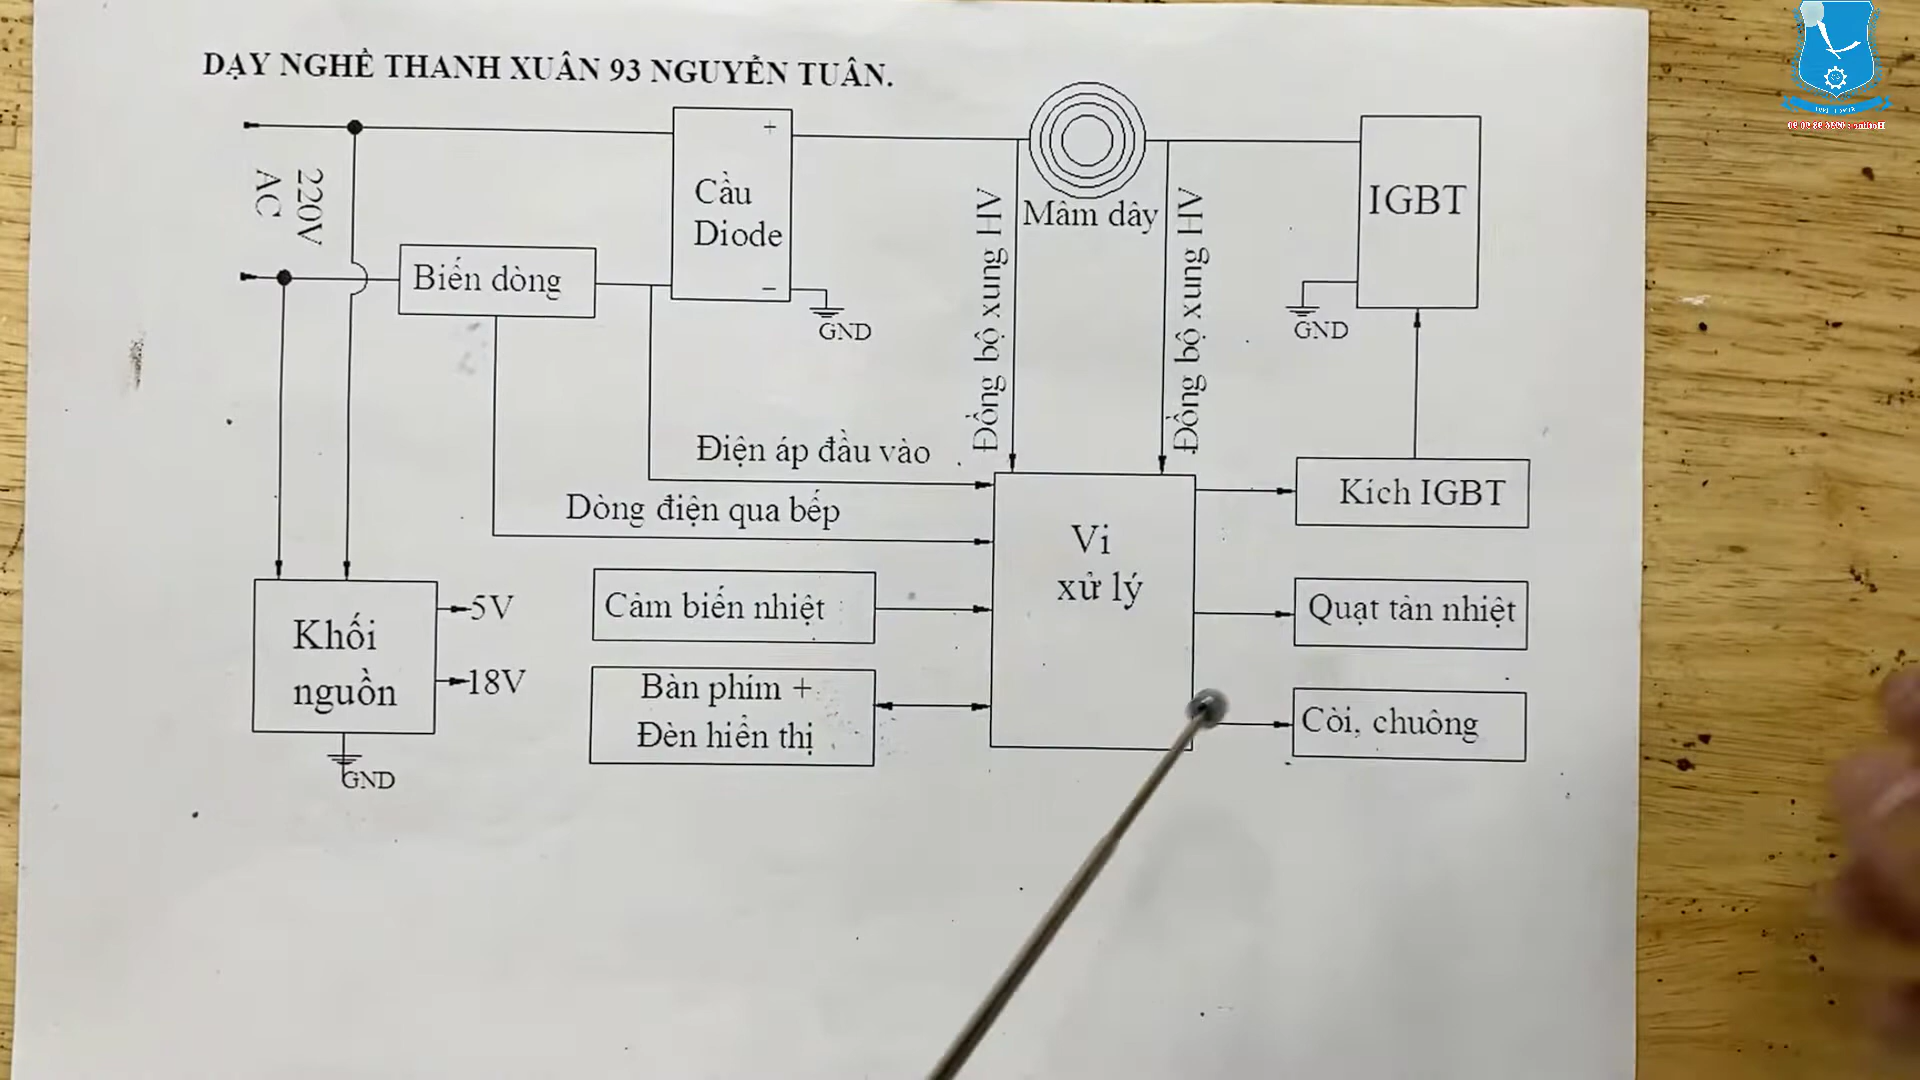 DẠY NGHỀ THANH XUÂN 93 NGUYỄN TUÂN.
220V
AC
Biến dòng
+
Cầu
Diode
–
GND
Mâm dây
Đồng bộ xung HV
Đồng bộ xung HV
IGBT
GND
Điện áp đầu vào
Dòng điện qua bếp
Kích IGBT
Vi
xử lý
Khối
nguồn
5V
18V
GND
Cảm biến nhiệt
Bàn phím +
Đèn hiển thị
Quạt tản nhiệt
Còi, chuông